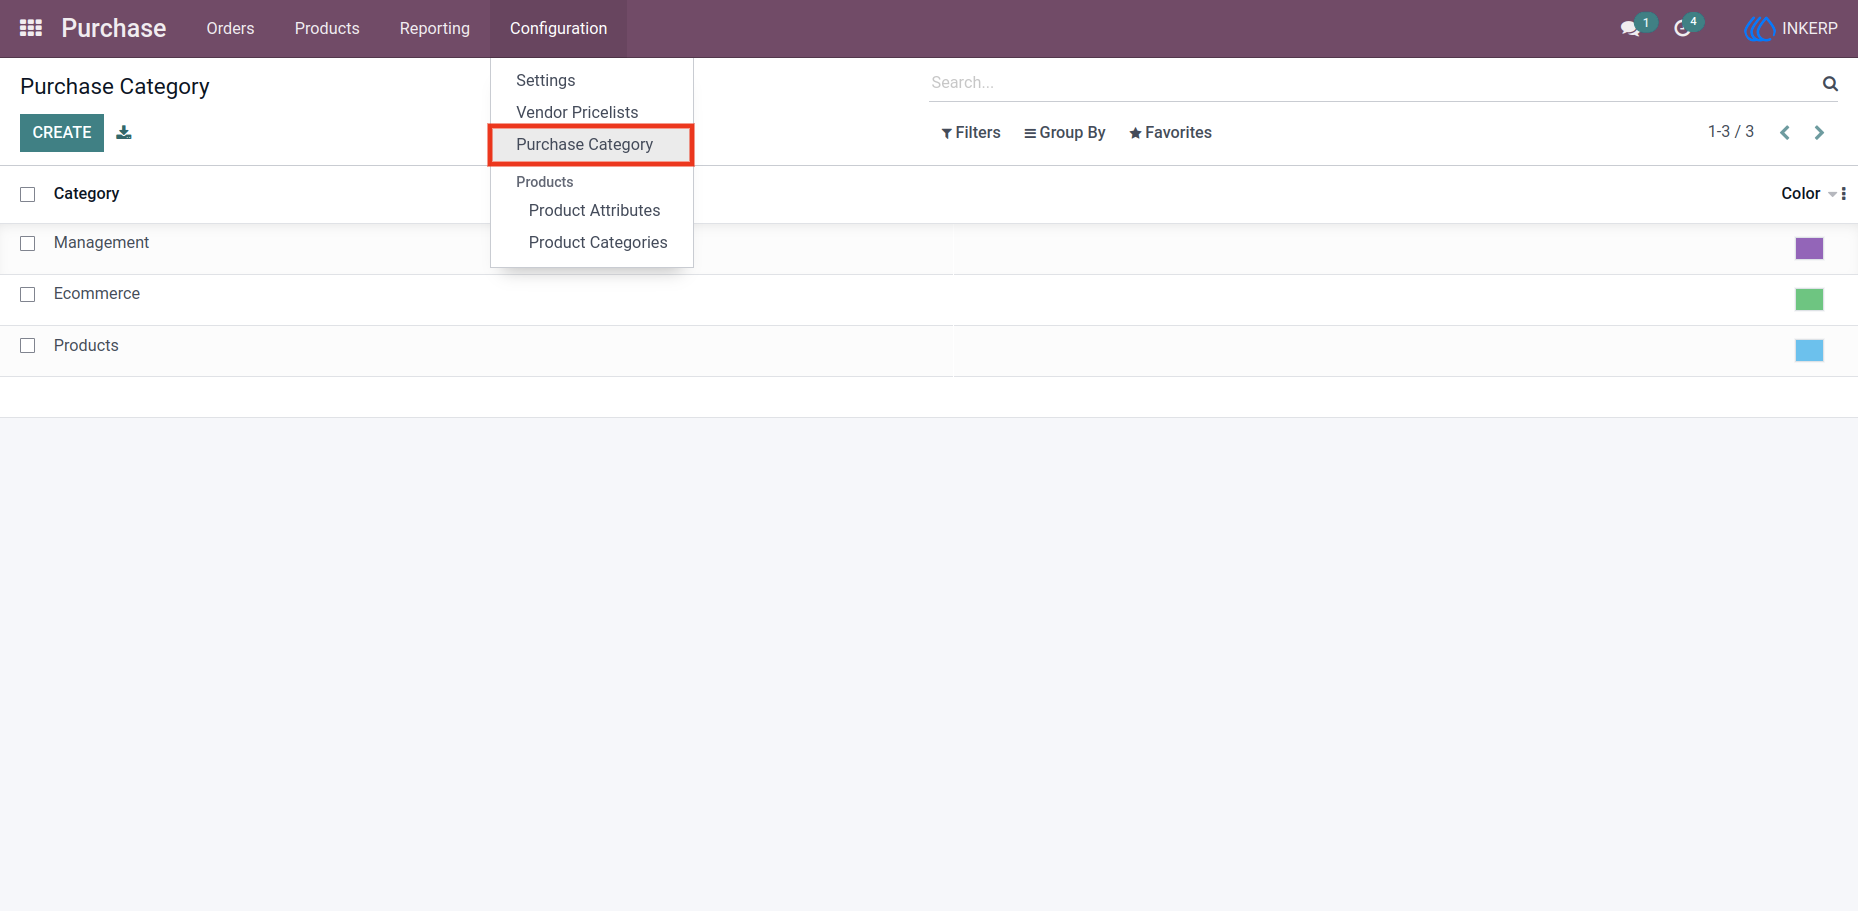 Purchase Orders Products Reporting Configuration 1 4 INKERP
Purchase Category
Search...
CREATE
Filters Group By Favorites 1-3 / 3
Settings
Vendor Pricelists
Purchase Category
Products
Product Attributes
Product Categories
Category Color
Management
Ecommerce
Products